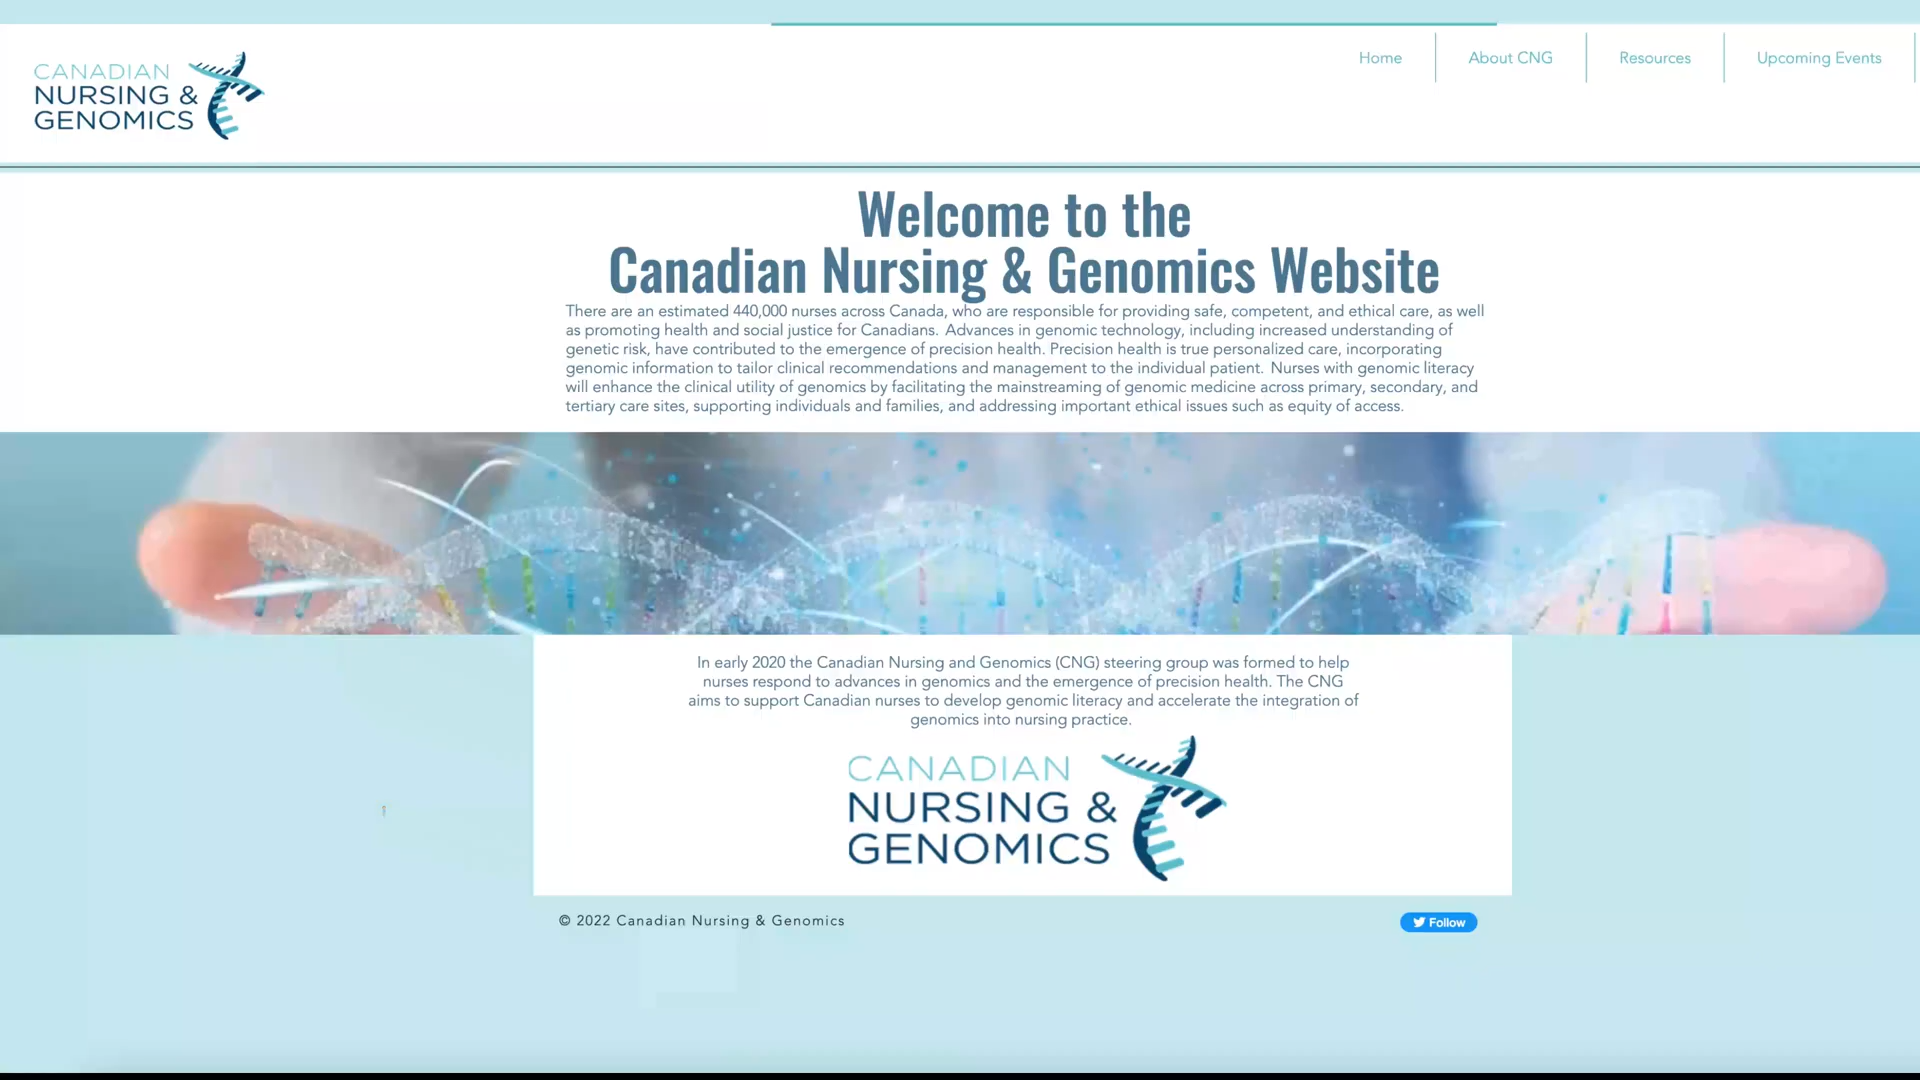 CANADIAN
NURSING &
GENOMICS
Home
About CNG
Resources
Upcoming Events
Welcome to the
Canadian Nursing & Genomics Website
There are an estimated 440,000 nurses across Canada, who are responsible for providing safe, competent, and ethical care, as well
as promoting health and social justice for Canadians. Advances in genomic technology, including increased understanding of
genetic risk, have contributed to the emergence of precision health. Precision health is true personalized care, incorporating
genomic information to tailor clinical recommendations and management to the individual patient. Nurses with genomic literacy
will enhance the clinical utility of genomics by facilitating the mainstreaming of genomic medicine across primary, secondary, and
tertiary care sites, supporting individuals and families, and addressing important ethical issues such as equity of access.
In early 2020 the Canadian Nursing and Genomics (CNG) steering group was formed to help
nurses respond to advances in genomics and the emergence of precision health. The CNG
aims to support Canadian nurses to develop genomic literacy and accelerate the integration of
genomics into nursing practice.
CANADIAN
NURSING &
GENOMICS
© 2022 Canadian Nursing & Genomics
Follow